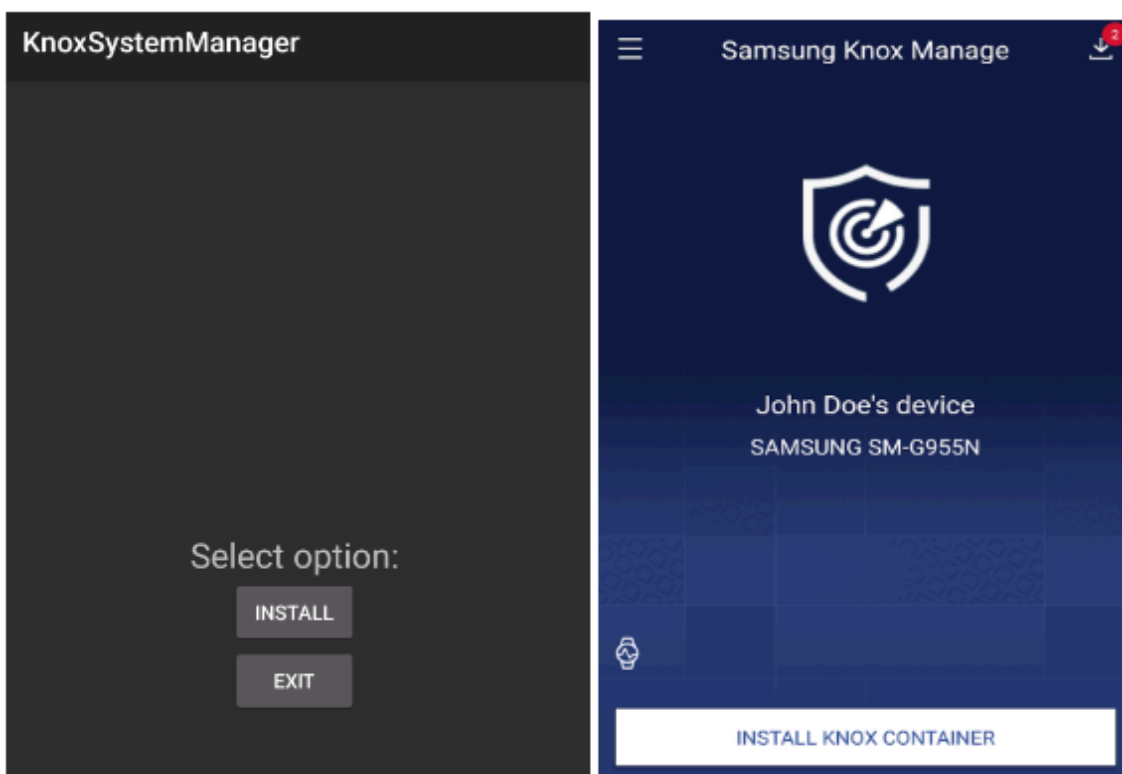 KnoxSystemManager
Select option:
INSTALL
EXIT
Samsung Knox Manage
2
John Doe's device
SAMSUNG SM-G955N
INSTALL KNOX CONTAINER